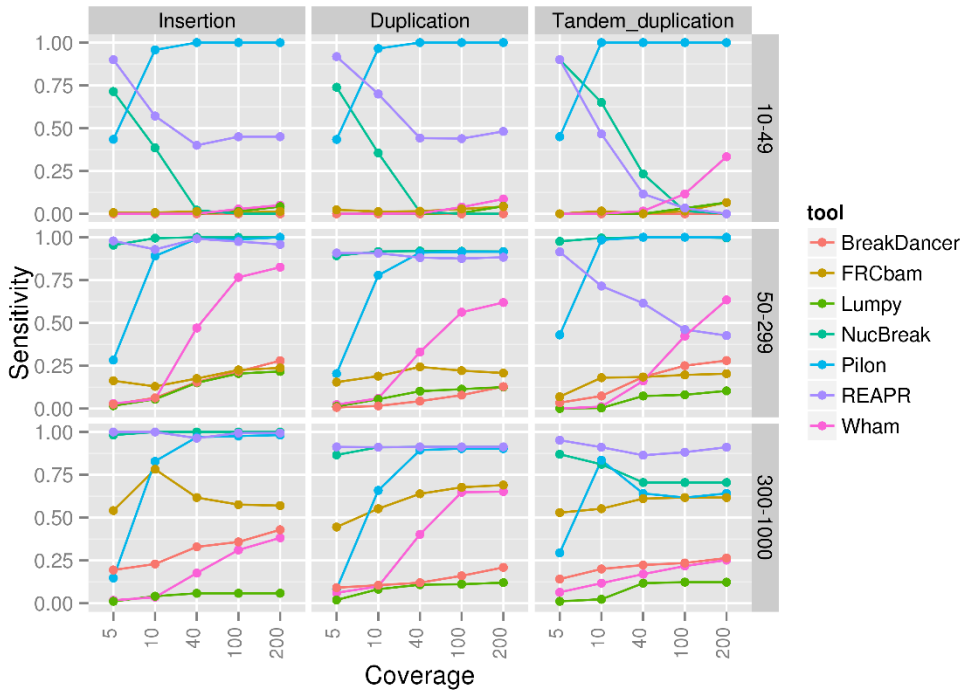 Insertion
Duplication
Tandem_duplication
1.00
0.75
0.50
0.25
0.00
10-49
1.00
0.75
0.50
0.25
0.00
50-299
1.00
0.75
0.50
0.25
0.00
300-1000
Sensitivity
5 10 40 100 200
5 10 40 100 200
5 10 40 100 200
Coverage
tool
BreakDancer
FRCbam
Lumpy
NucBreak
Pilon
REAPR
Wham